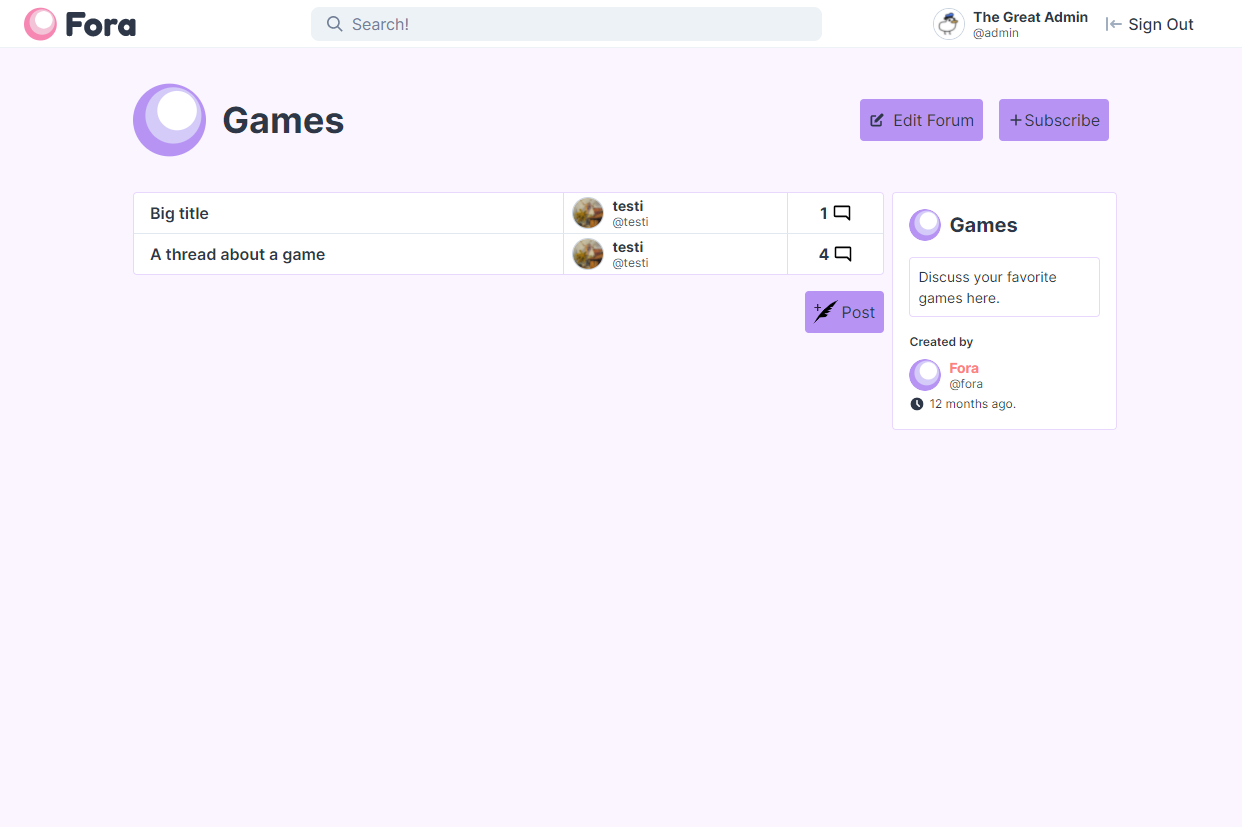 Fora
Search!
The Great Admin
@admin
Sign Out
Games
Edit Forum
+Subscribe
Big title
testi
@testi
1
A thread about a game
testi
@testi
4
Post
Games
Discuss your favorite
games here.
Created by
Fora
@fora
12 months ago.